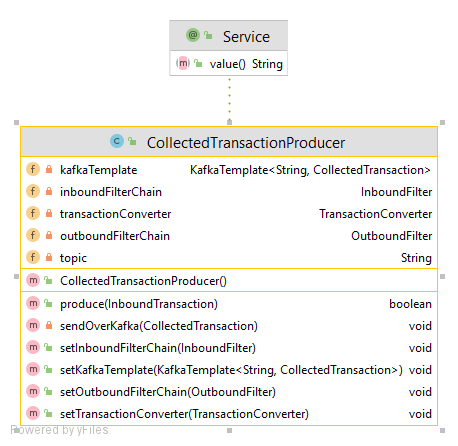 Service
value() String
CollectedTransactionProducer
kafkaTemplate KafkaTemplate<String, CollectedTransaction>
inboundFilterChain InboundFilter
transactionConverter TransactionConverter
outboundFilterChain OutboundFilter
topic String
CollectedTransactionProducer()
produce(InboundTransaction) boolean
sendOverKafka(CollectedTransaction) void
setInboundFilterChain(InboundFilter) void
setKafkaTemplate(KafkaTemplate<String, CollectedTransaction>) void
setOutboundFilterChain(OutboundFilter) void
setTransactionConverter(TransactionConverter) void
Powered by yFiles